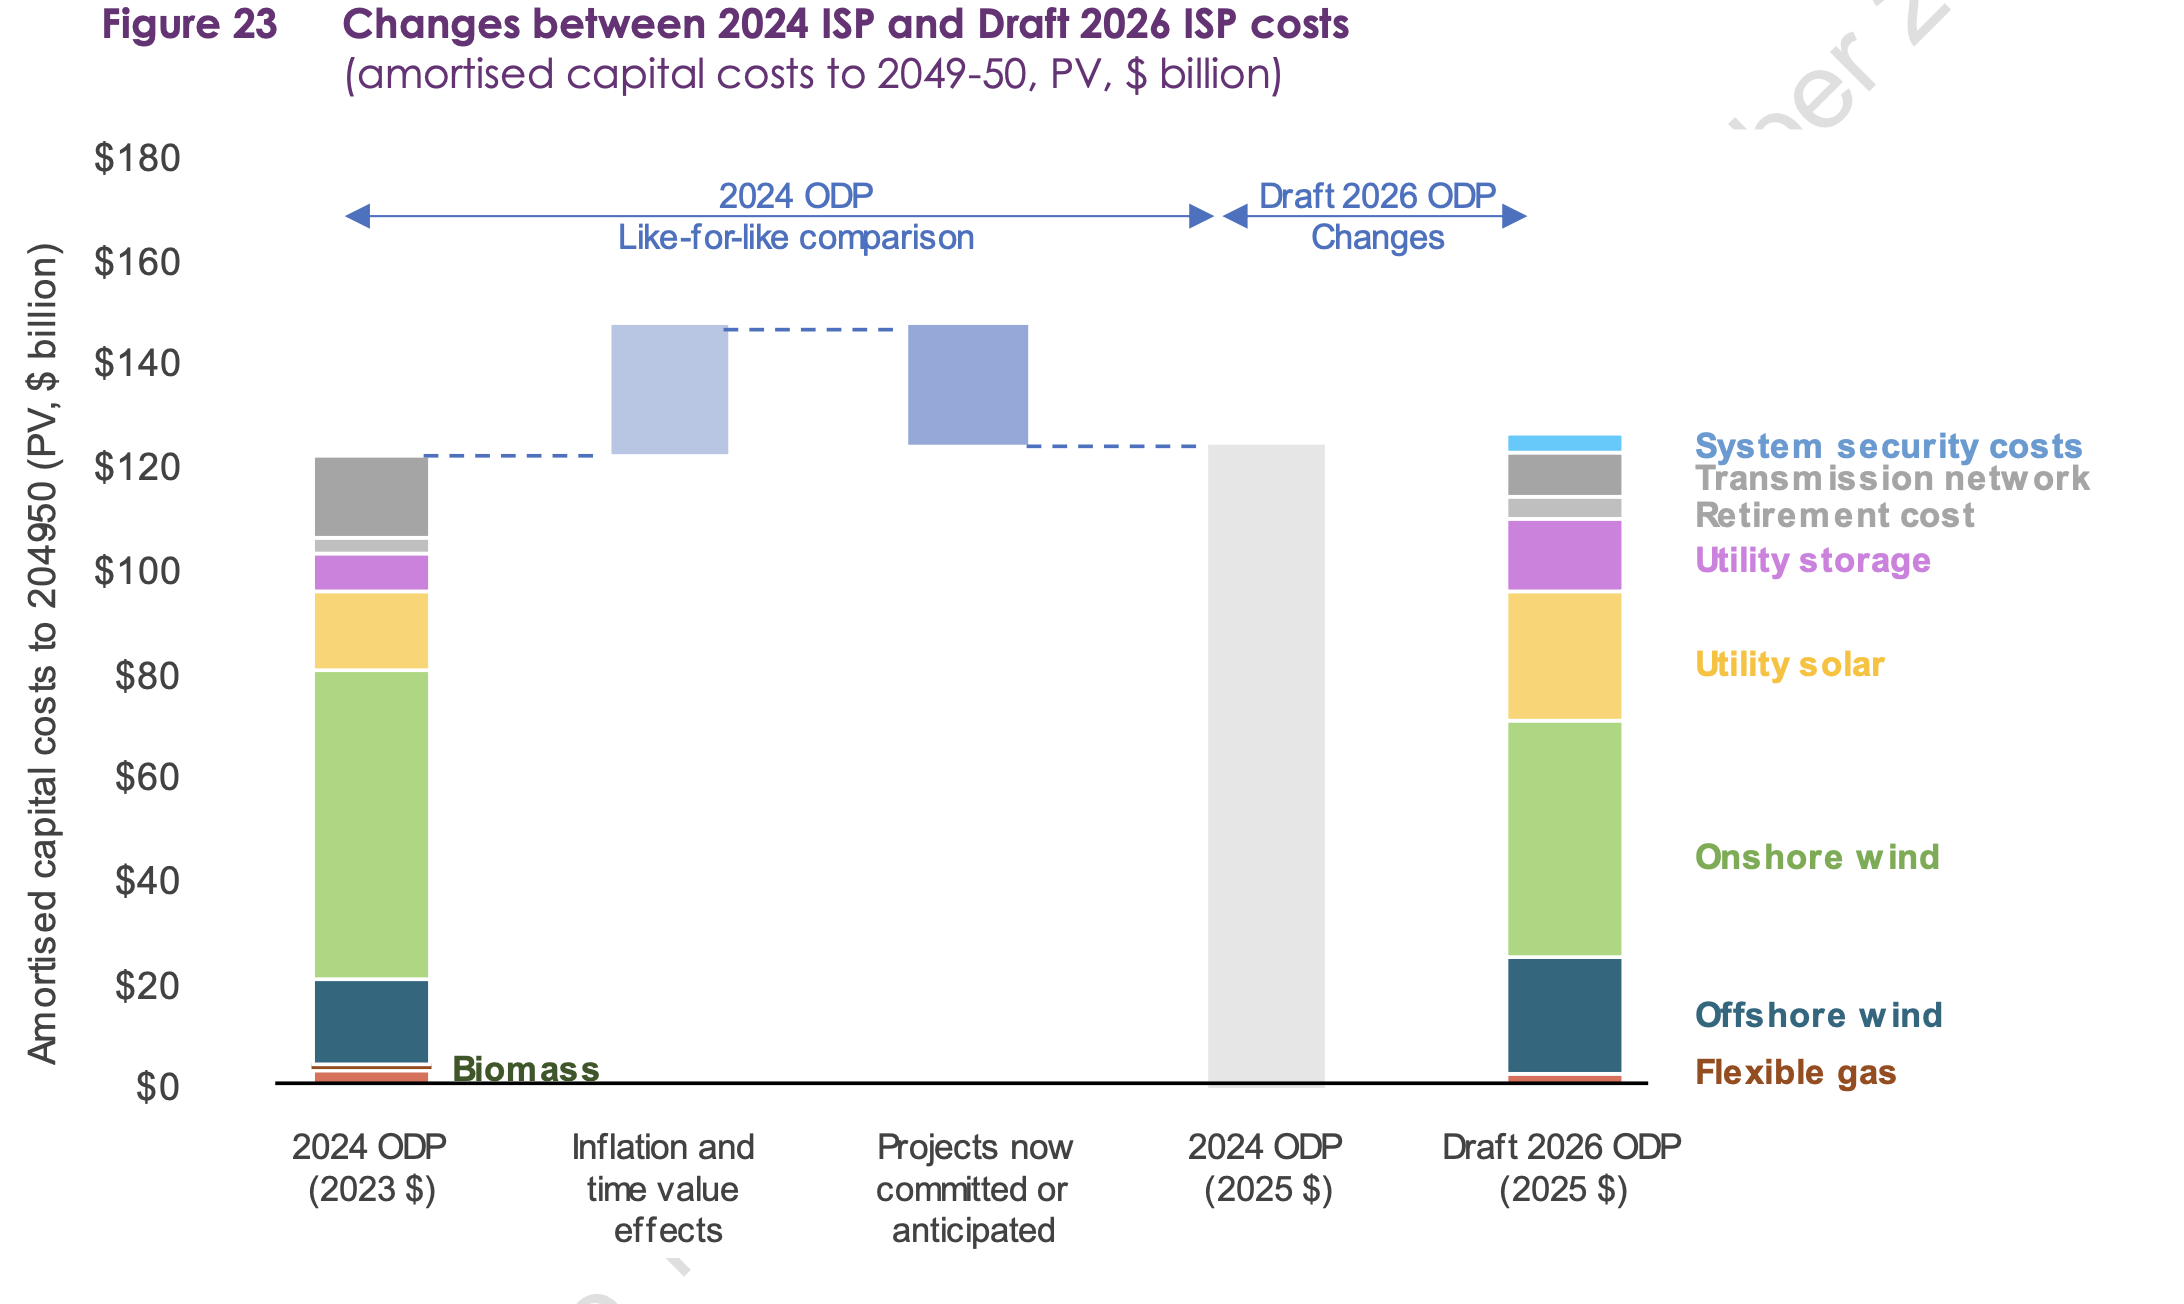 Figure 23 Changes between 2024 ISP and Draft 2026 ISP costs
(amortised capital costs to 2049-50, PV, $ billion)
ber 2
Amortised capital costs to 204950 (PV, $ billion)
$180
$160
$140
$120
$100
$80
$60
$40
$20
$0
2024 ODP
Like-for-like comparison
Draft 2026 ODP
Changes
System security costs
Transmission network
Retirement cost
Utility storage
Utility solar
Onshore wind
Offshore wind
Flexible gas
Biomass
2024 ODP
(2023 $)
Inflation and
time value
effects
Projects now
committed or
anticipated
2024 ODP
(2025 $)
Draft 2026 ODP
(2025 $)